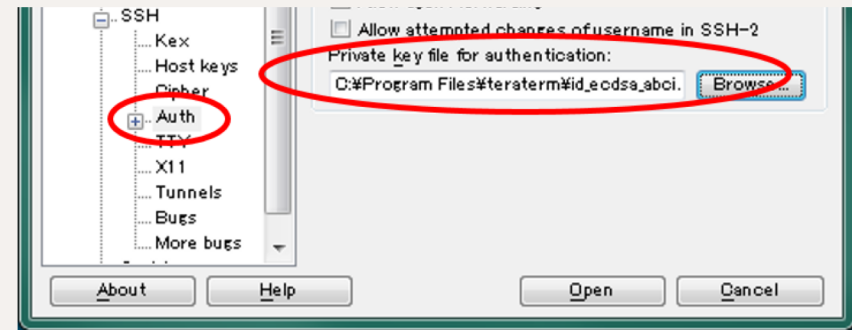 SSH
Kex
Host keys
Cipher
Auth
TTY
X11
Tunnels
Bugs
More bugs
Allow attempted changes of username in SSH-2
Private key file for authentication:
C:¥Program Files¥teraterm¥id_ecdsa_abci.
Browse...
About
Help
Open
Cancel